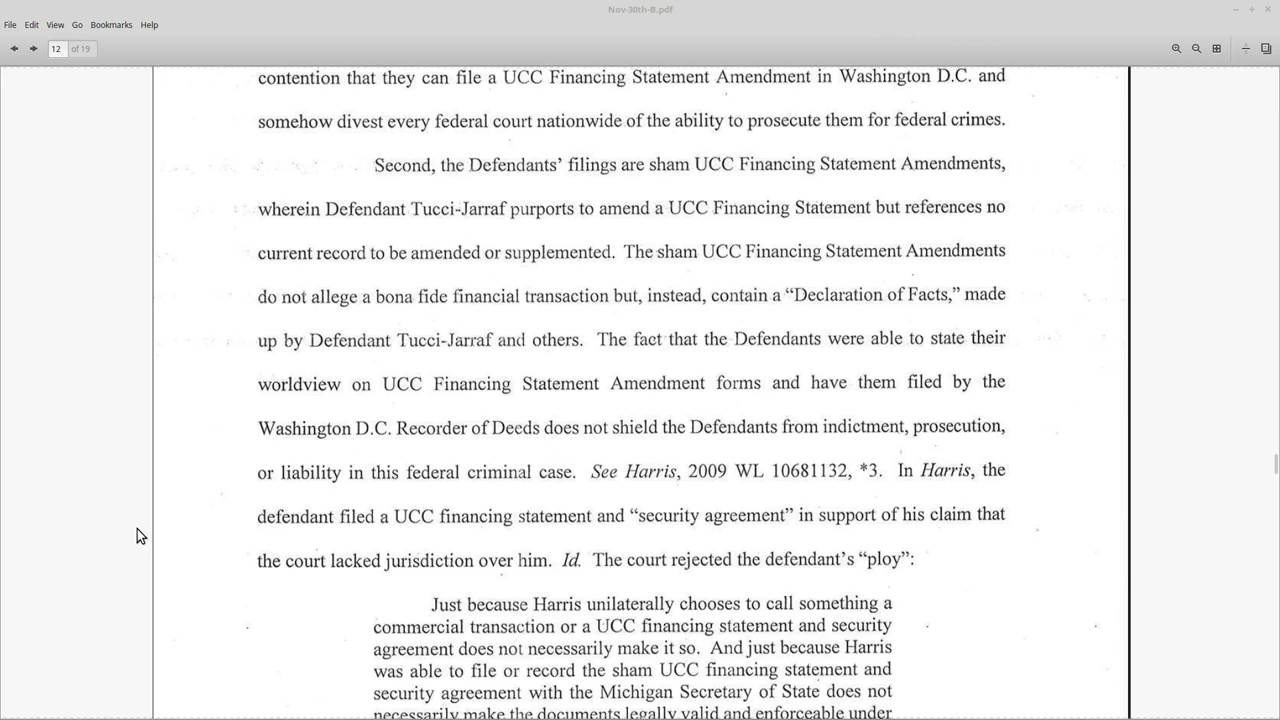 Nov-30th-B.pdf
File Edit View Go Bookmarks Help
12 of 19
contention that they can file a UCC Financing Statement Amendment in Washington D.C. and
somehow divest every federal court nationwide of the ability to prosecute them for federal crimes.
Second, the Defendants’ filings are sham UCC Financing Statement Amendments,
wherein Defendant Tucci-Jarraf purports to amend a UCC Financing Statement but references no
current record to be amended or supplemented. The sham UCC Financing Statement Amendments
do not allege a bona fide financial transaction but, instead, contain a “Declaration of Facts,” made
up by Defendant Tucci-Jarraf and others. The fact that the Defendants were able to state their
worldview on UCC Financing Statement Amendment forms and have them filed by the
Washington D.C. Recorder of Deeds does not shield the Defendants from indictment, prosecution,
or liability in this federal criminal case. See Harris, 2009 WL 10681132, *3. In Harris, the
defendant filed a UCC financing statement and “security agreement” in support of his claim that
the court lacked jurisdiction over him. Id. The court rejected the defendant’s “ploy”:
Just because Harris unilaterally chooses to call something a
commercial transaction or a UCC financing statement and security
agreement does not necessarily make it so. And just because Harris
was able to file or record the sham UCC financing statement and
security agreement with the Michigan Secretary of State does not
necessarily make the documents legally valid and enforceable under